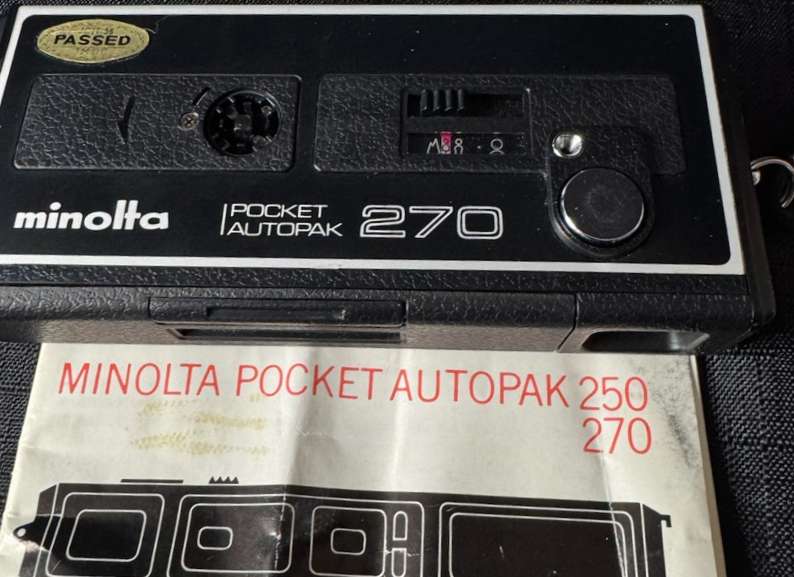 PASSED
minolta
POCKET
AUTOPAK 270
MINOLTA POCKET AUTOPAK 250
270